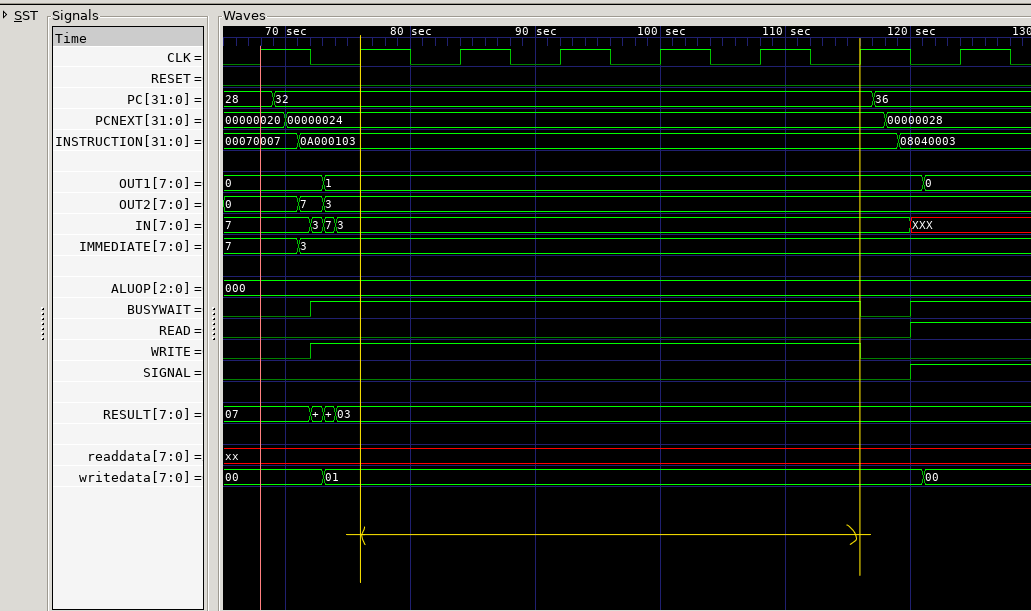 SST Signals Waves
Time 70 sec 80 sec 90 sec 100 sec 110 sec 120 sec 130
CLK =
RESET =
PC[31:0] = 28 32 36
PCNEXT[31:0] = 00000020 00000024 00000028
INSTRUCTION[31:0] = 00070007 0A000103 08040003
OUT1[7:0] = 0 1 0
OUT2[7:0] = 0 7 3
IN[7:0] = 7 3 7 3 XXX
IMMEDIATE[7:0] = 7 3
ALUOP[2:0] = 000
BUSYWAIT =
READ =
WRITE =
SIGNAL =
RESULT[7:0] = 07 + + 03
readdata[7:0] = xx
writedata[7:0] = 00 01 00